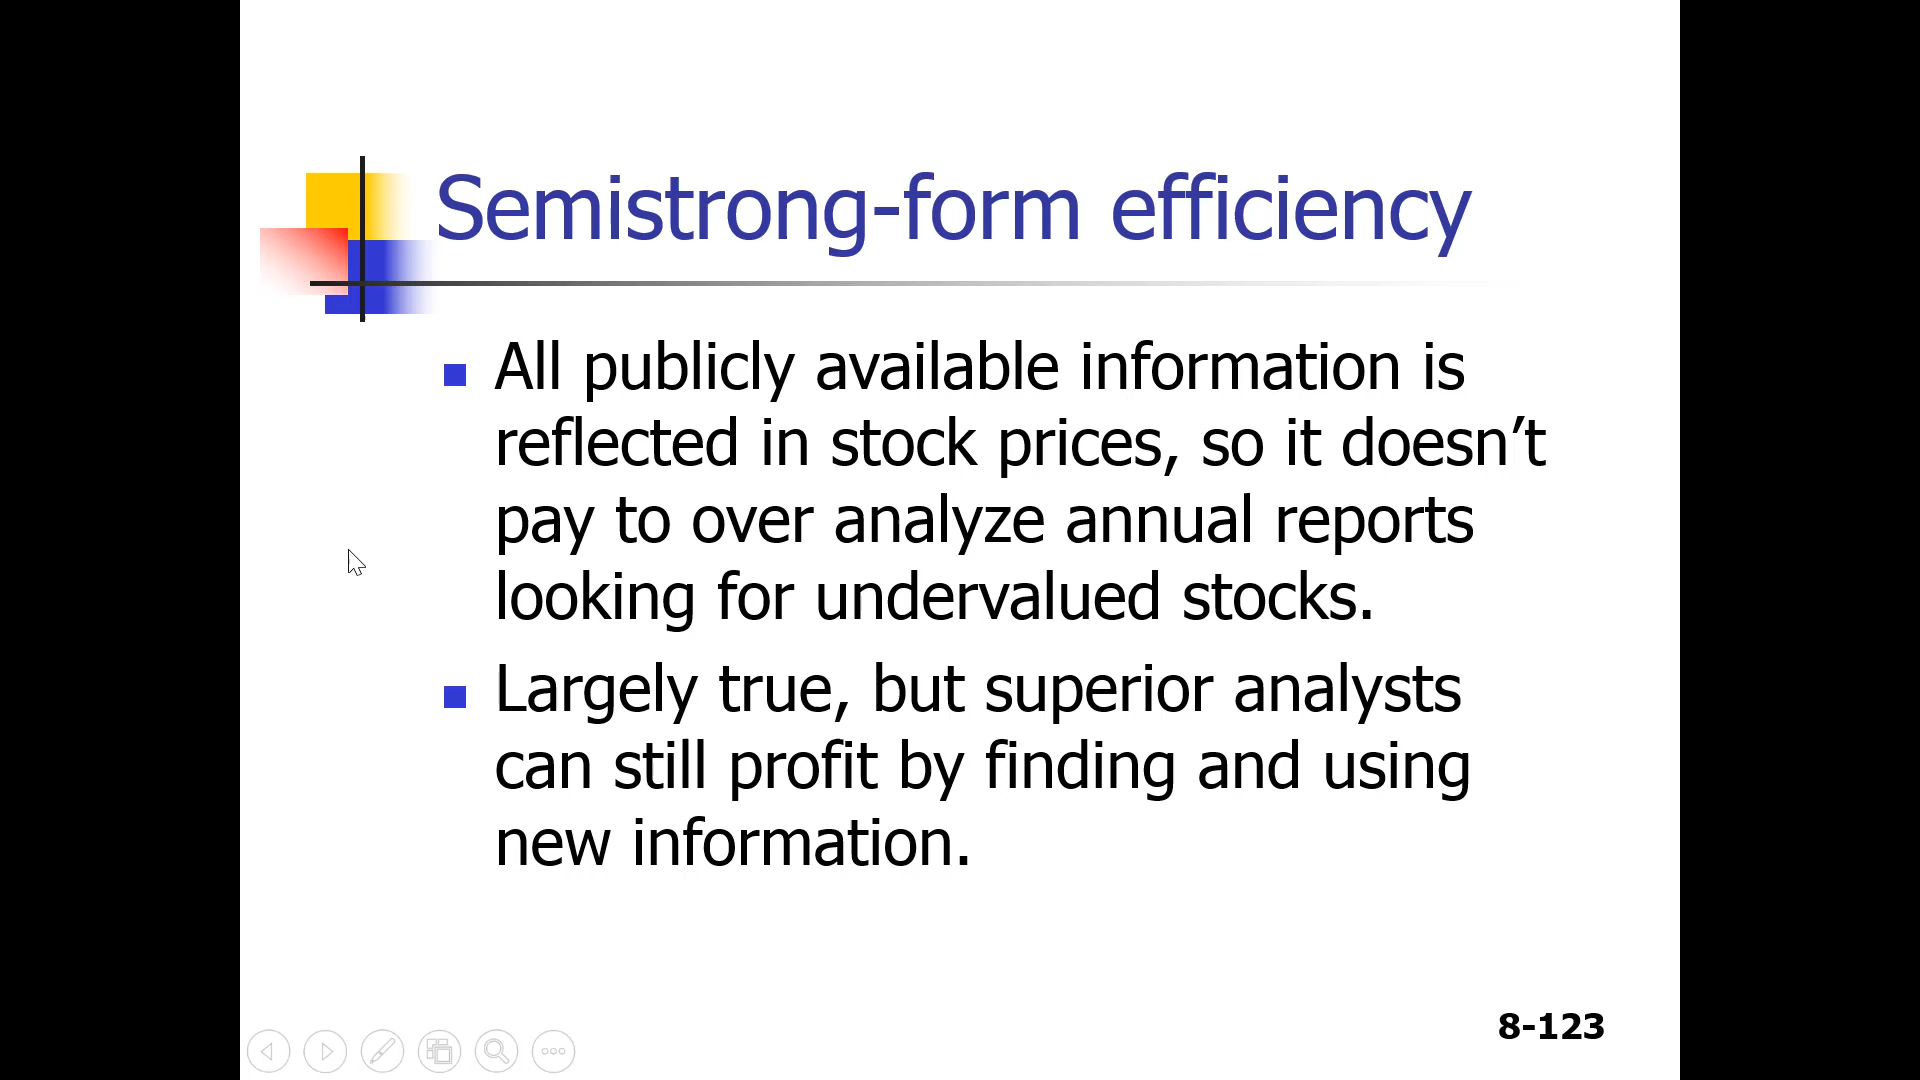 Semistrong-form efficiency
All publicly available information is
reflected in stock prices, so it doesn’t
pay to over analyze annual reports
looking for undervalued stocks.
Largely true, but superior analysts
can still profit by finding and using
new information.
8-123